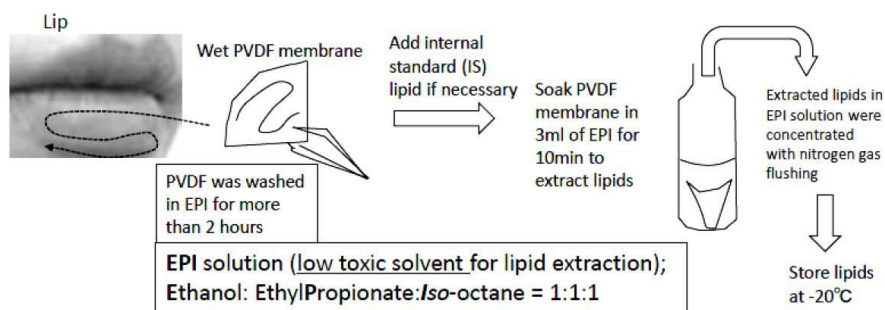 Lip
Wet PVDF membrane
PVDF was washed
in EPI for more
than 2 hours
Add internal
standard (IS)
lipid if necessary
Soak PVDF
membrane in
3ml of EPI for
10min to
extract lipids
Extracted lipids in
EPI solution were
concentrated
with nitrogen gas
flushing
Store lipids
at -20℃
EPI solution (low toxic solvent for lipid extraction);
Ethanol: EthylPropionate:Iso-octane = 1:1:1